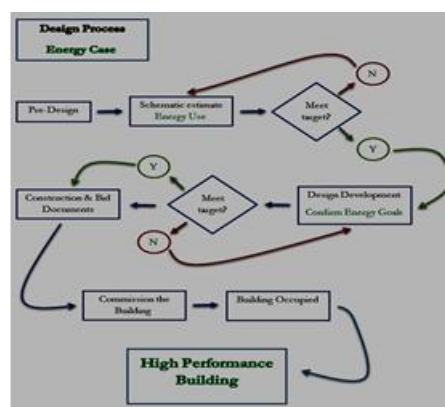 Design Process
Energy Case
N
Pre-Design
Schematic estimate
Energy Use
Meet
target?
Y
Y
Construction & Bid
Documents
Meet
target?
Design Development
Confirm Energy Goals
N
Commission the
Building
Building Occupied
High Performance
Building